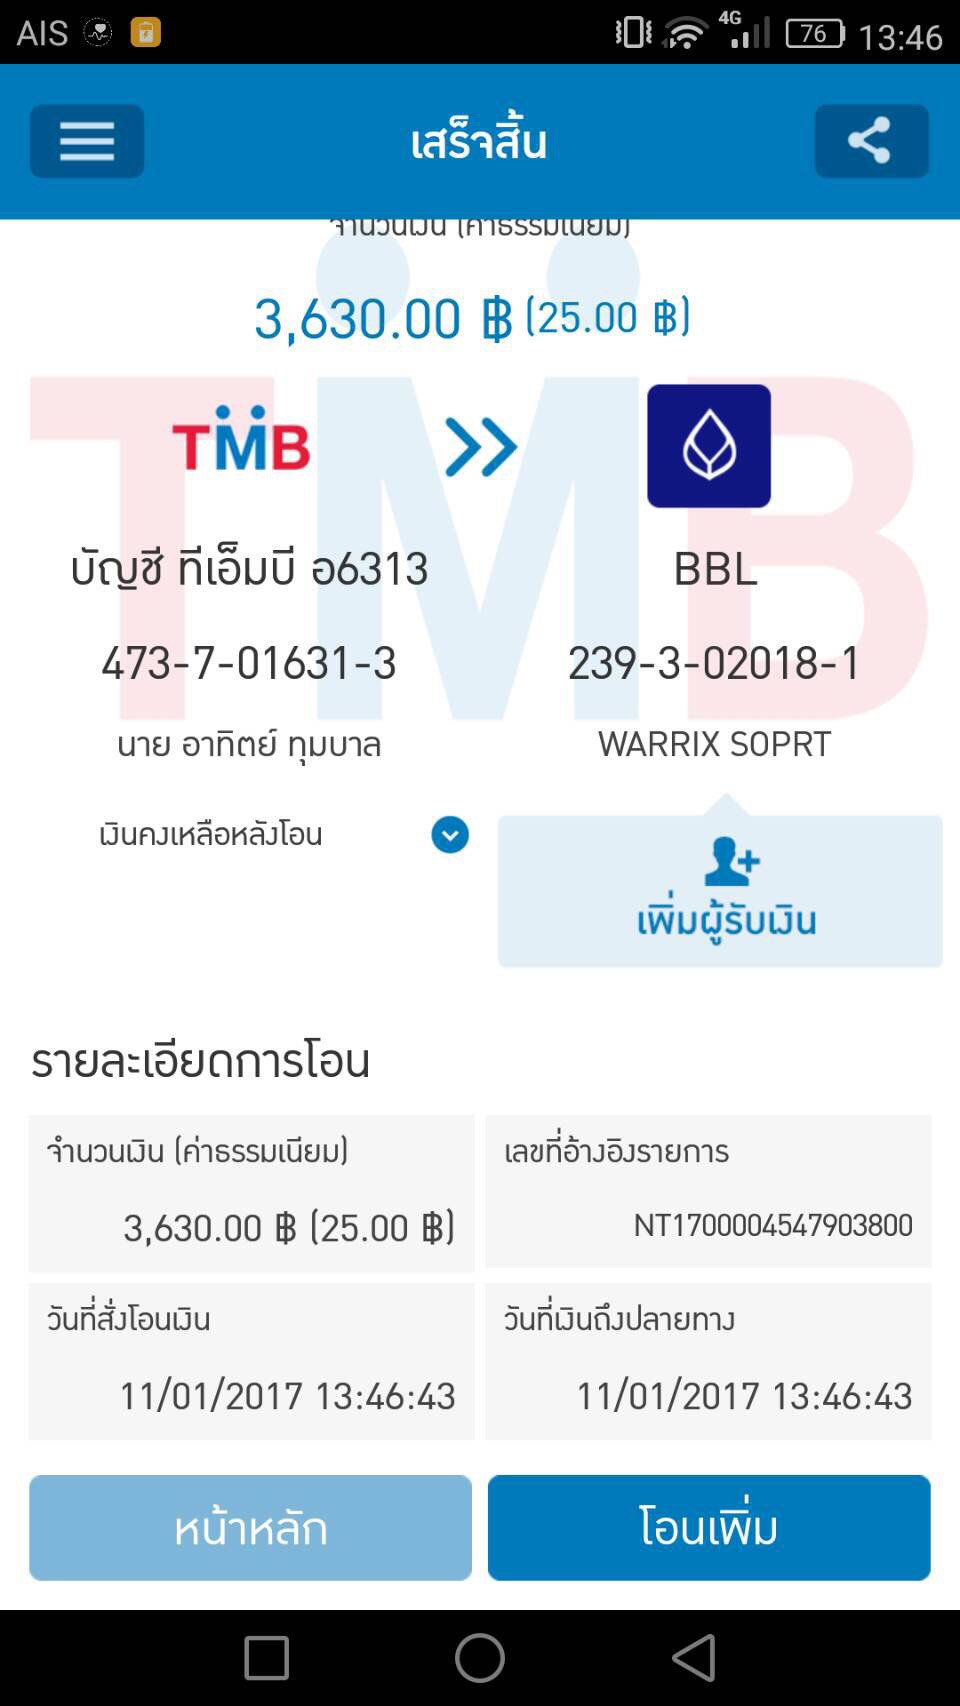 AIS 4G 76 13:46
เสร็จสิ้น
จำนวนเงิน (ค่าธรรมเนียม)
3,630.00 ฿ (25.00 ฿)
TMB
บัญชี ทีเอ็มบี อ6313 BBL
473-7-01631-3 239-3-02018-1
นาย อาทิตย์ ทุมบาล WARRIX SOPRT
เงินคงเหลือหลังโอน
เพิ่มผู้รับเงิน
รายละเอียดการโอน
จำนวนเงิน (ค่าธรรมเนียม) เลขที่อ้างอิงรายการ
3,630.00 ฿ (25.00 ฿) NT1700004547903800
วันที่สั่งโอนเงิน วันที่เงินถึงปลายทาง
11/01/2017 13:46:43 11/01/2017 13:46:43
หน้าหลัก โอนเพิ่ม